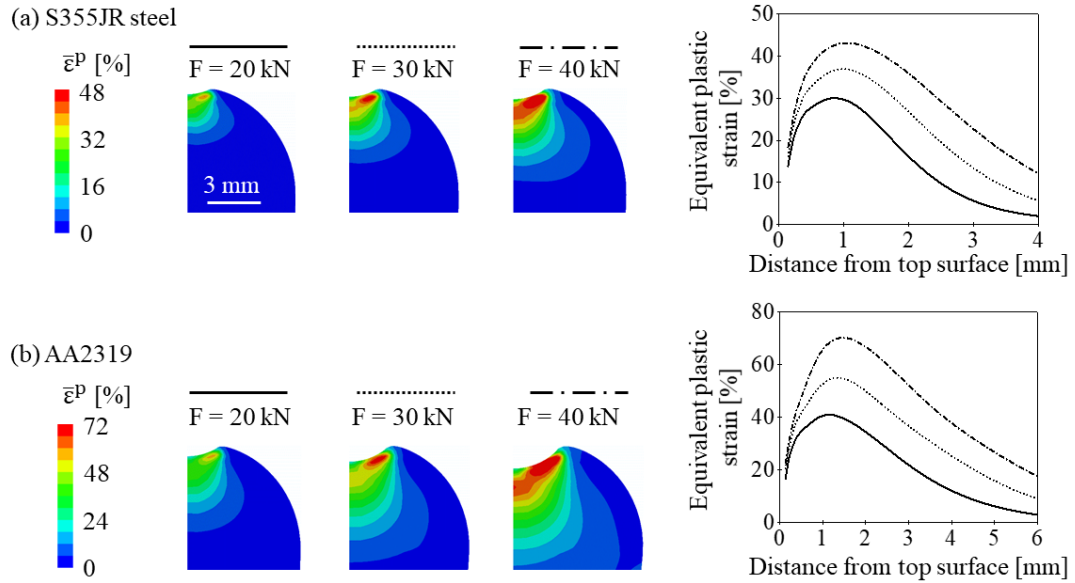 (a) S355JR steel
ε̅ᵖ [%]
48
32
16
0
F = 20 kN
F = 30 kN
F = 40 kN
3 mm
Equivalent plastic
strain [%]
50
40
30
20
10
0
0 1 2 3 4
Distance from top surface [mm]
(b) AA2319
ε̅ᵖ [%]
72
48
24
0
F = 20 kN
F = 30 kN
F = 40 kN
Equivalent plastic
strain [%]
80
60
40
20
0
0 1 2 3 4 5 6
Distance from top surface [mm]